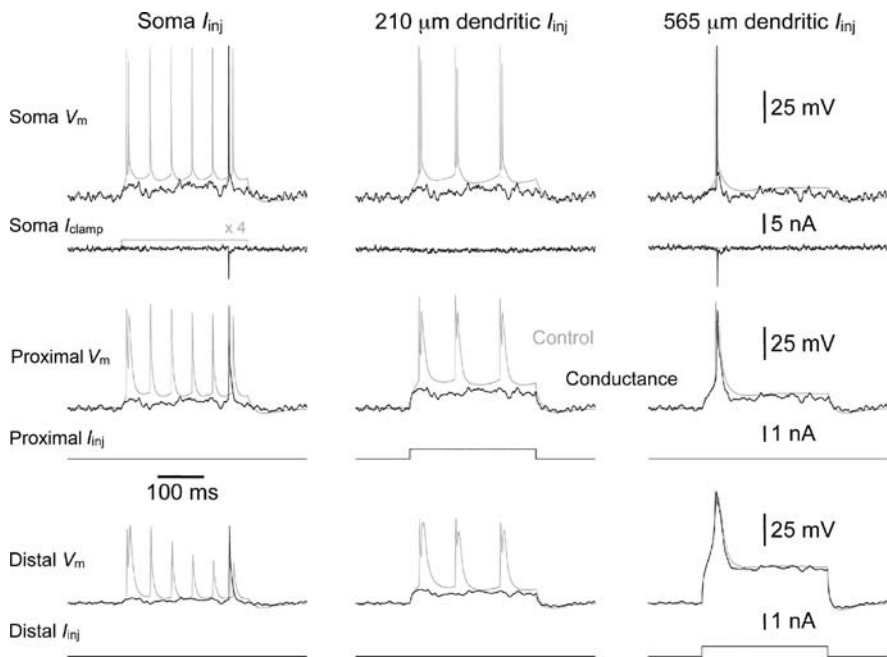 Soma Iinj
210 μm dendritic Iinj
565 μm dendritic Iinj
Soma Vm
25 mV
Soma Iclamp
x 4
5 nA
Proximal Vm
Control
Conductance
25 mV
Proximal Iinj
1 nA
100 ms
Distal Vm
25 mV
Distal Iinj
1 nA